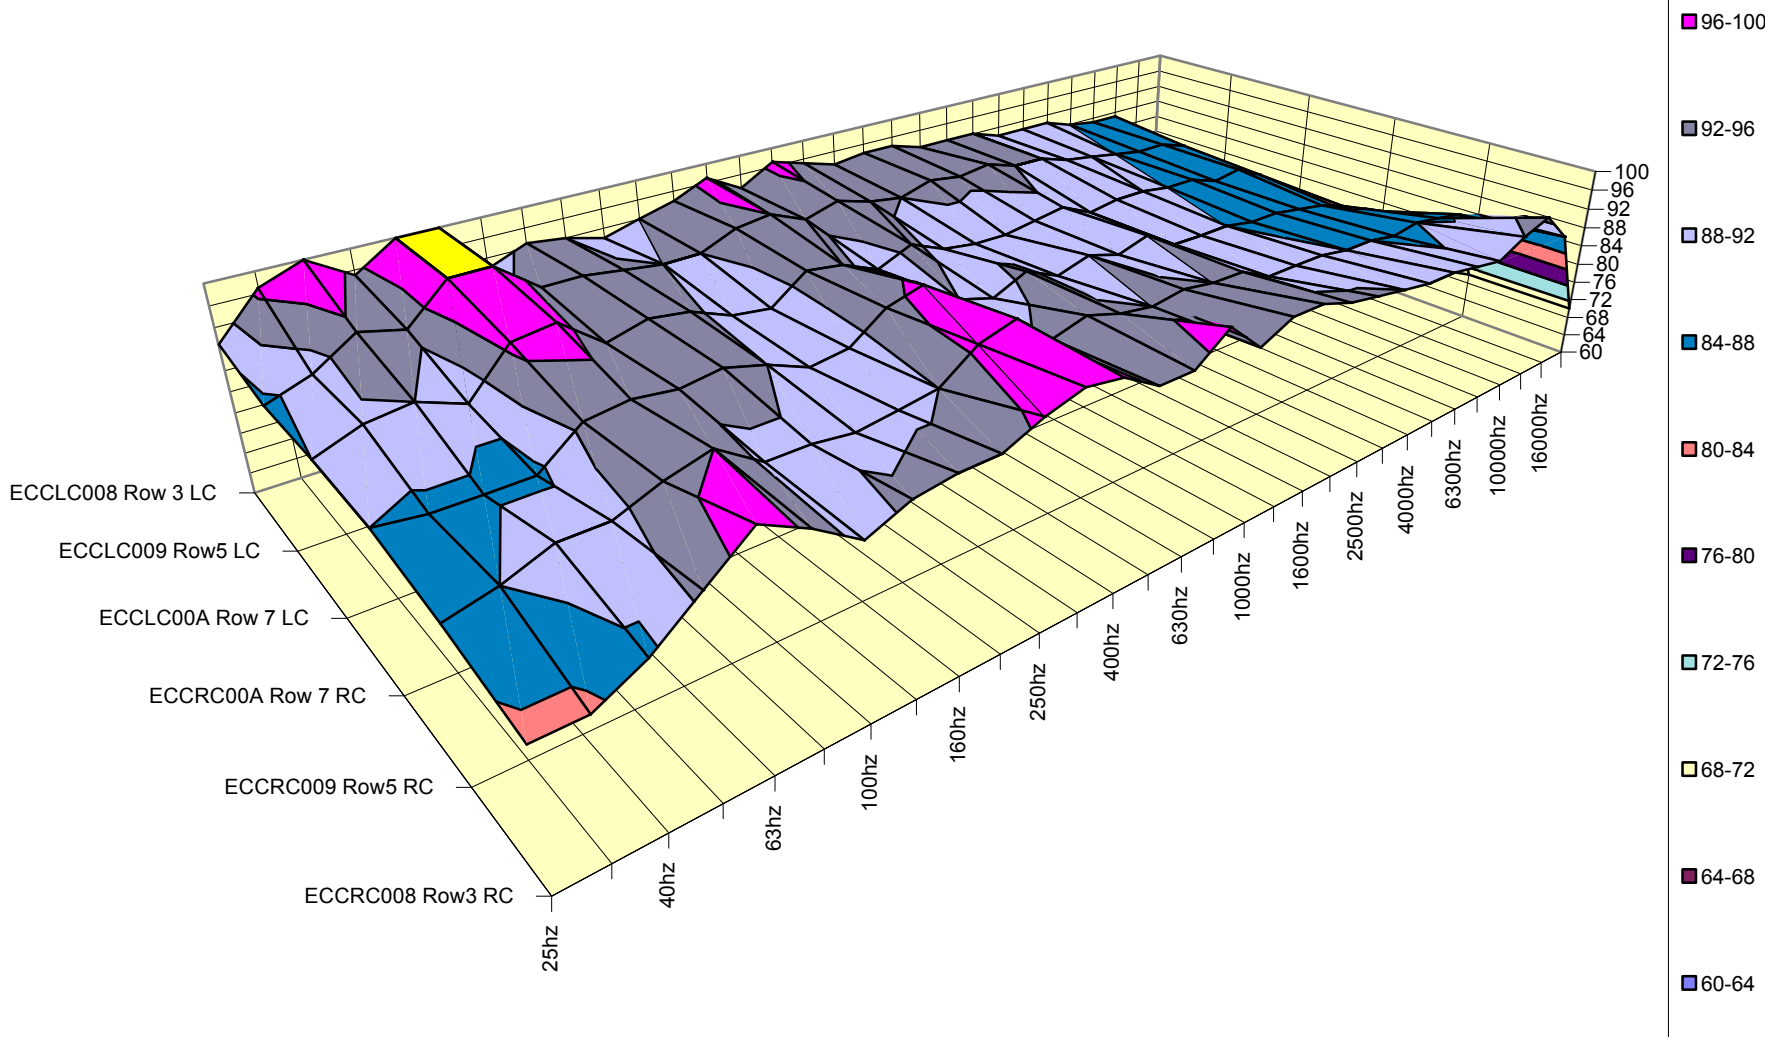 96-100
92-96
88-92
84-88
80-84
76-80
72-76
68-72
64-68
60-64
100
96
92
88
84
80
76
72
68
64
60
ECCLC008 Row 3 LC
ECCLC009 Row5 LC
ECCLC00A Row 7 LC
ECCRC00A Row 7 RC
ECCRC009 Row5 RC
ECCRC008 Row3 RC
25hz
40hz
63hz
100hz
160hz
250hz
400hz
630hz
1000hz
1600hz
2500hz
4000hz
6300hz
10000hz
16000hz